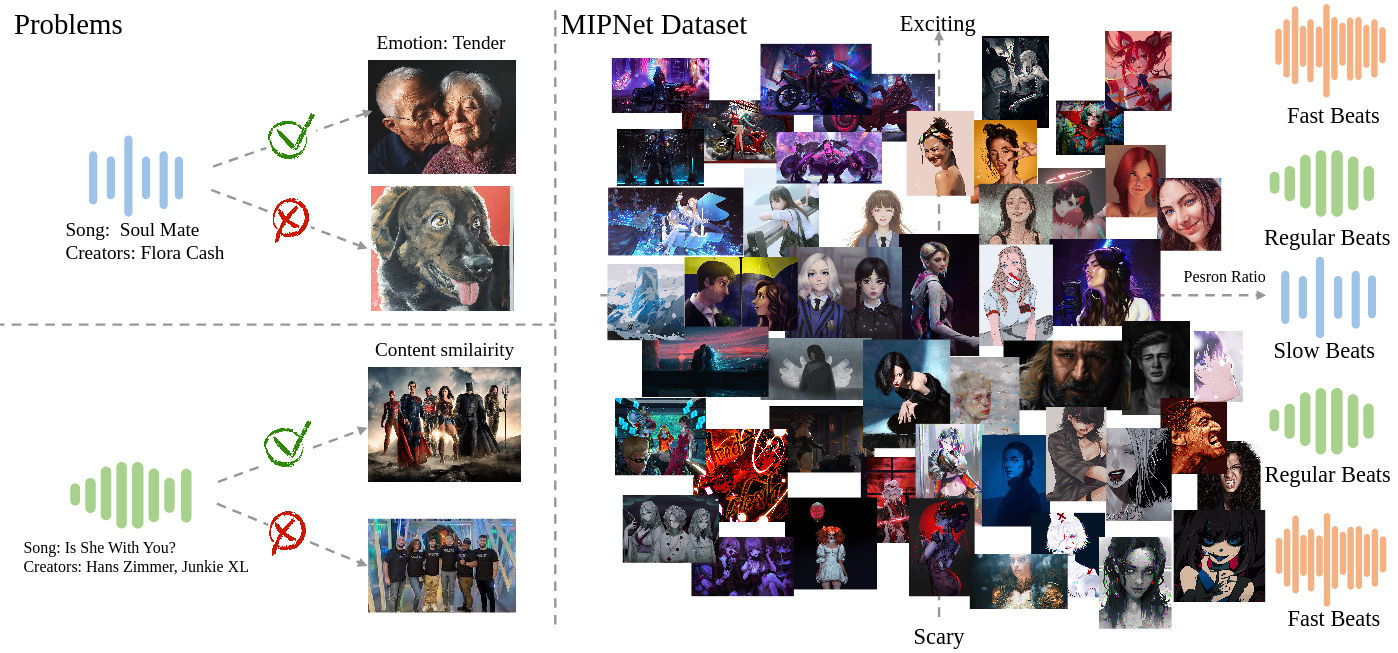 Problems
Emotion: Tender
Song:  Soul Mate
Creators: Flora Cash
Content smilairity
Song: Is She With You?
Creators: Hans Zimmer, Junkie XL
MIPNet Dataset
Exciting
Pesron Ratio
Scary
Fast Beats
Regular Beats
Slow Beats
Regular Beats
Fast Beats